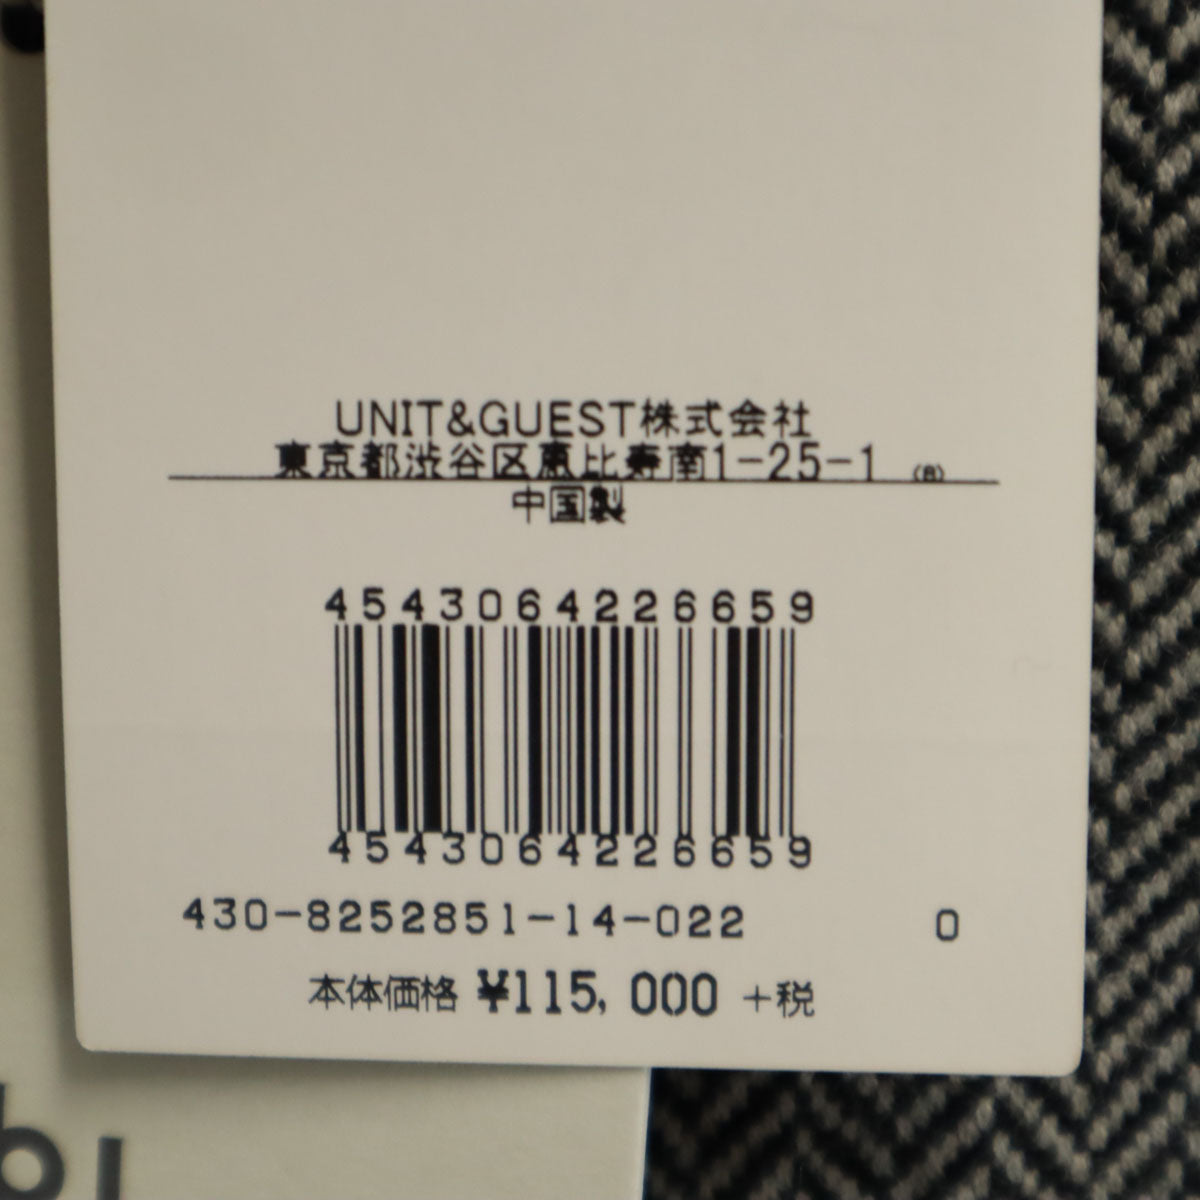 UNIT&GUEST株式会社
東京都渋谷区恵比寿南1-25-1 (8)
中国製
4543064226659
4543064226659
430-8252851-14-022 0
本体価格 ¥115,000 +税